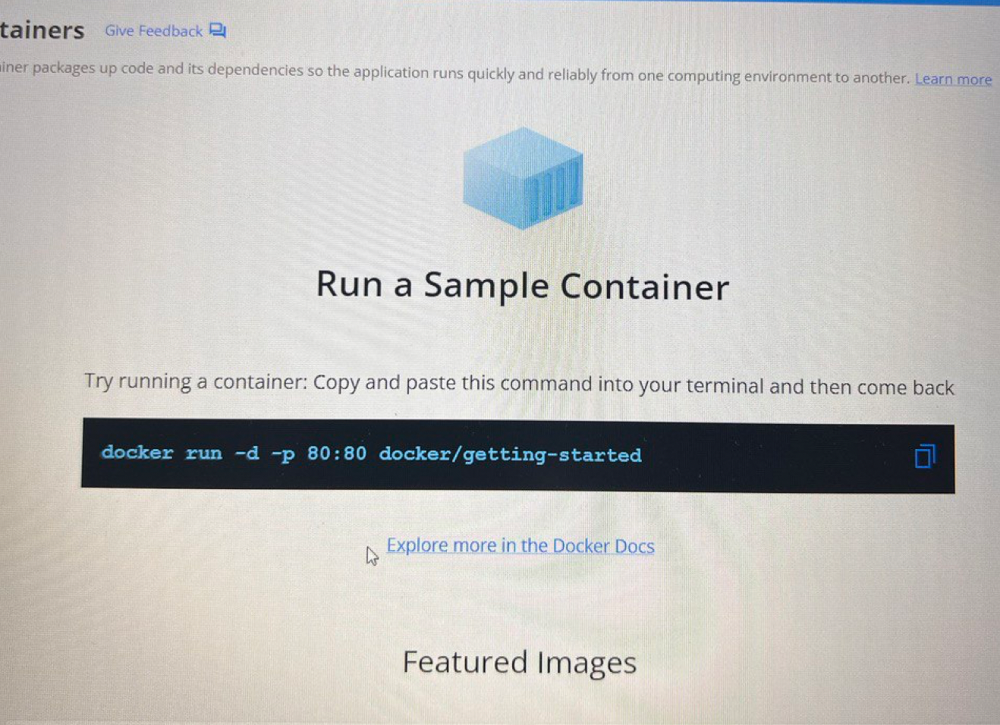 tainers Give Feedback
iner packages up code and its dependencies so the application runs quickly and reliably from one computing environment to another. Learn more
Run a Sample Container
Try running a container: Copy and paste this command into your terminal and then come back
docker run -d -p 80:80 docker/getting-started
Explore more in the Docker Docs
Featured Images